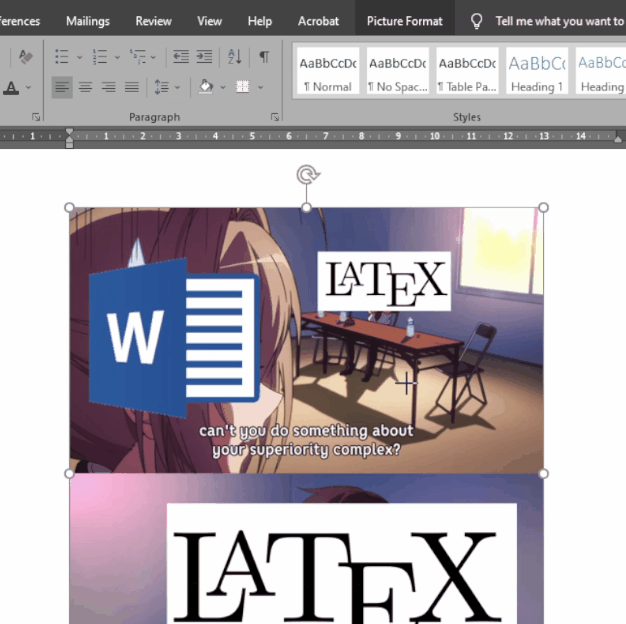 ferences Mailings Review View Help Acrobat Picture Format Tell me what you want to
A
Paragraph
Styles
AaBbCcDc AaBbCcDc AaBbCcDc AaBbCc AaBbCc
¶ Normal ¶ No Spac... ¶ Table Pa... Heading 1 Heading
1 1 2 3 4 5 6 7 8 9 10 11 12 13 14
W
LATEX
can't you do something about
your superiority complex?
LATEX